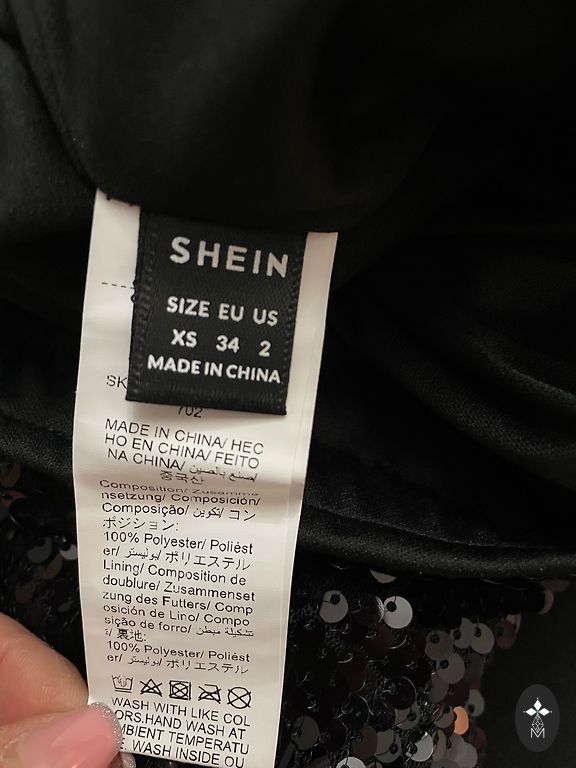 SHEIN
SIZE EU US
XS 34 2
MADE IN CHINA
SK
702
MADE IN CHINA/ HEC
HO EN CHINA/ FEITO
NA CHINA/ صنع بالصين/
중국산
Composition/ Zusamme
nsetzung/ Composición/
Composição/ تكوين/ コン
ポジション:
100% Polyester/ Poliést
er/ بوليستر/ ポリエステル
Lining/ Composition de
doublure/ Zusammenset
zung des Futters/ Comp
osición de Lino/ Compo
sição de forro/ تشكيلة مبطن/
裏地:
100% Polyester/ Poliést
er/ بوليستر/ ポリエステル
WASH WITH LIKE COL
ORS.HAND WASH AT
MBIENT TEMPERATU
E. WASH INSIDE OU
M